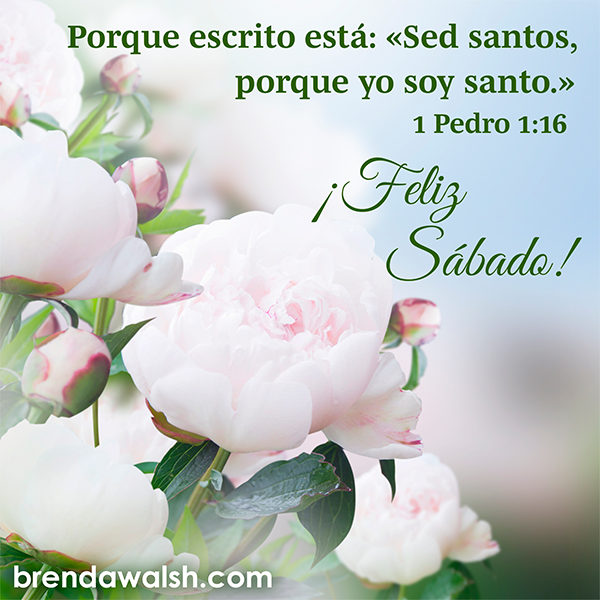 Porque escrito está: «Sed santos,
porque yo soy santo.»
1 Pedro 1:16
¡Feliz
Sábado!
brendawalsh.com